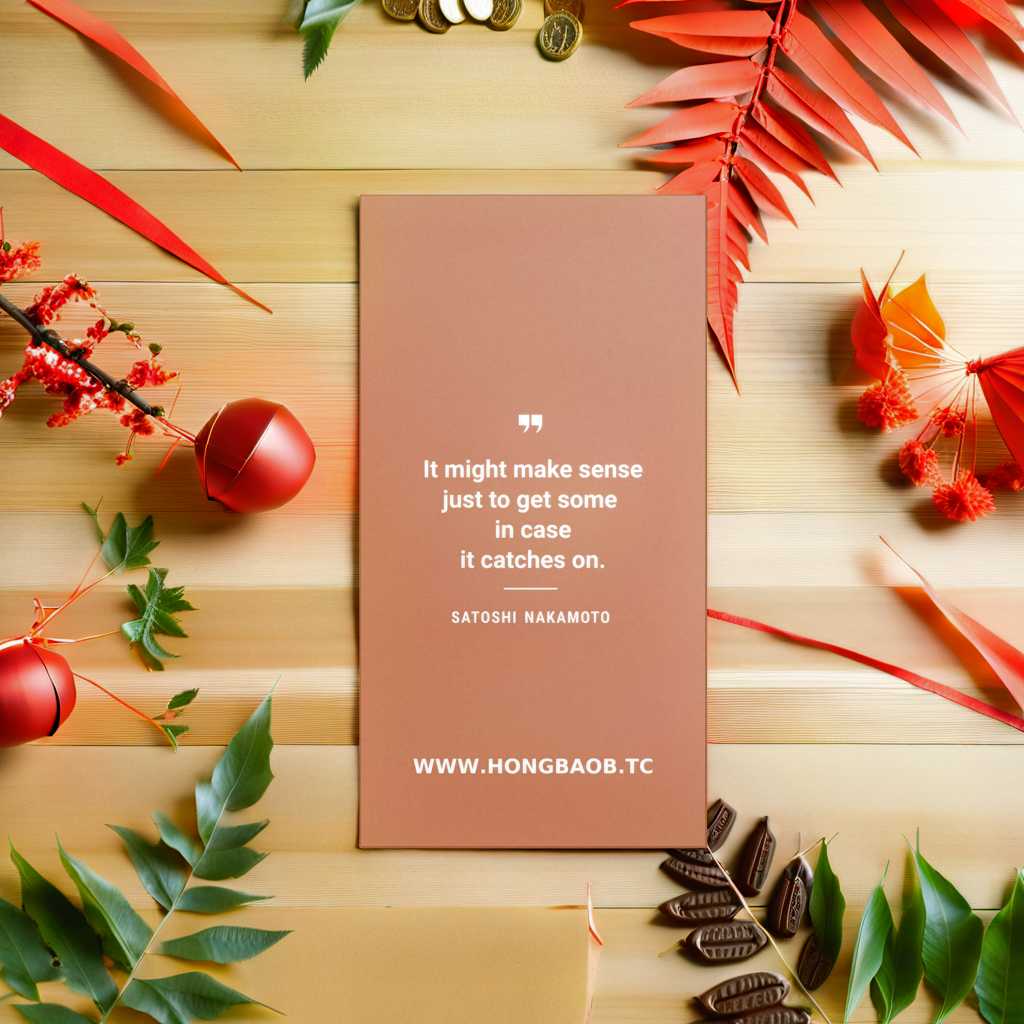 ”
It might make sense
just to get some
in case
it catches on.
SATOSHI NAKAMOTO
WWW.HONGBAOB.TC